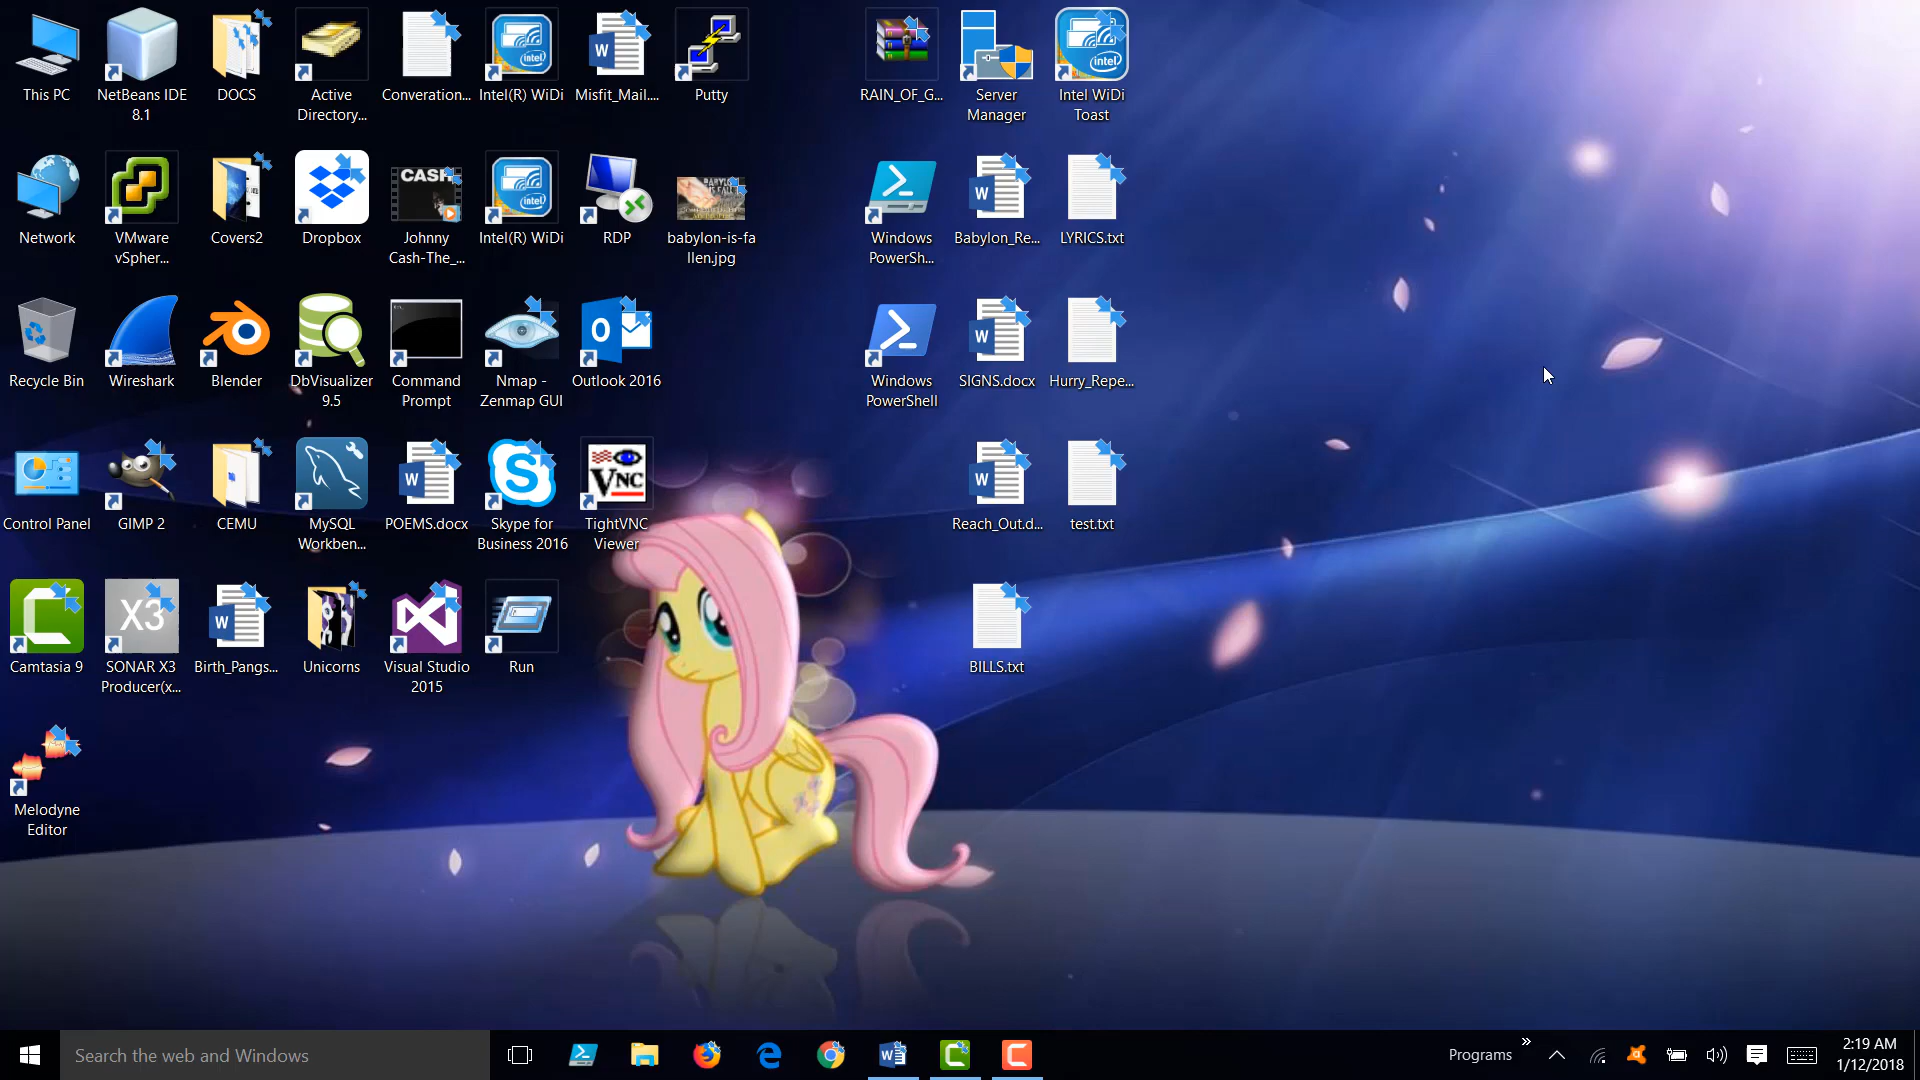 This PC
NetBeans IDE
8.1
DOCS
Active
Directory...
Converation...
Intel(R) WiDi
Misfit_Mail....
Putty
RAIN_OF_G...
Server
Manager
Intel WiDi
Toast
Network
VMware
vSpher...
Covers2
Dropbox
CASH
Johnny
Cash-The_...
Intel(R) WiDi
RDP
babylon-is-fa
llen.jpg
Windows
PowerSh...
Babylon_Re...
LYRICS.txt
Recycle Bin
Wireshark
Blender
DbVisualizer
9.5
Command
Prompt
Nmap -
Zenmap GUI
Outlook 2016
Windows
PowerShell
SIGNS.docx
Hurry_Repe...
Control Panel
GIMP 2
CEMU
MySQL
Workben...
POEMS.docx
Skype for
Business 2016
VNC
TightVNC
Viewer
Reach_Out.d...
test.txt
Camtasia 9
X3
SONAR X3
Producer(x...
Birth_Pangs...
Unicorns
Visual Studio
2015
Run
BILLS.txt
Melodyne
Editor
Search the web and Windows
Programs
2:19 AM
1/12/2018